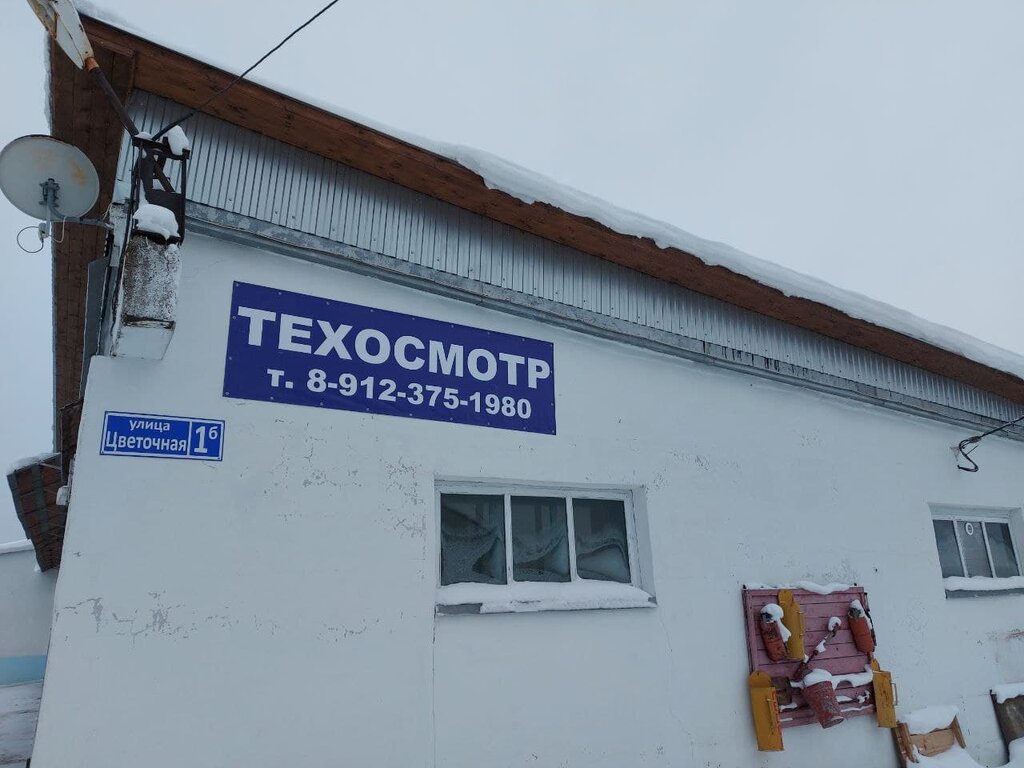 ТЕХОСМОТР
т. 8-912-375-1980
улица
Цветочная 1б